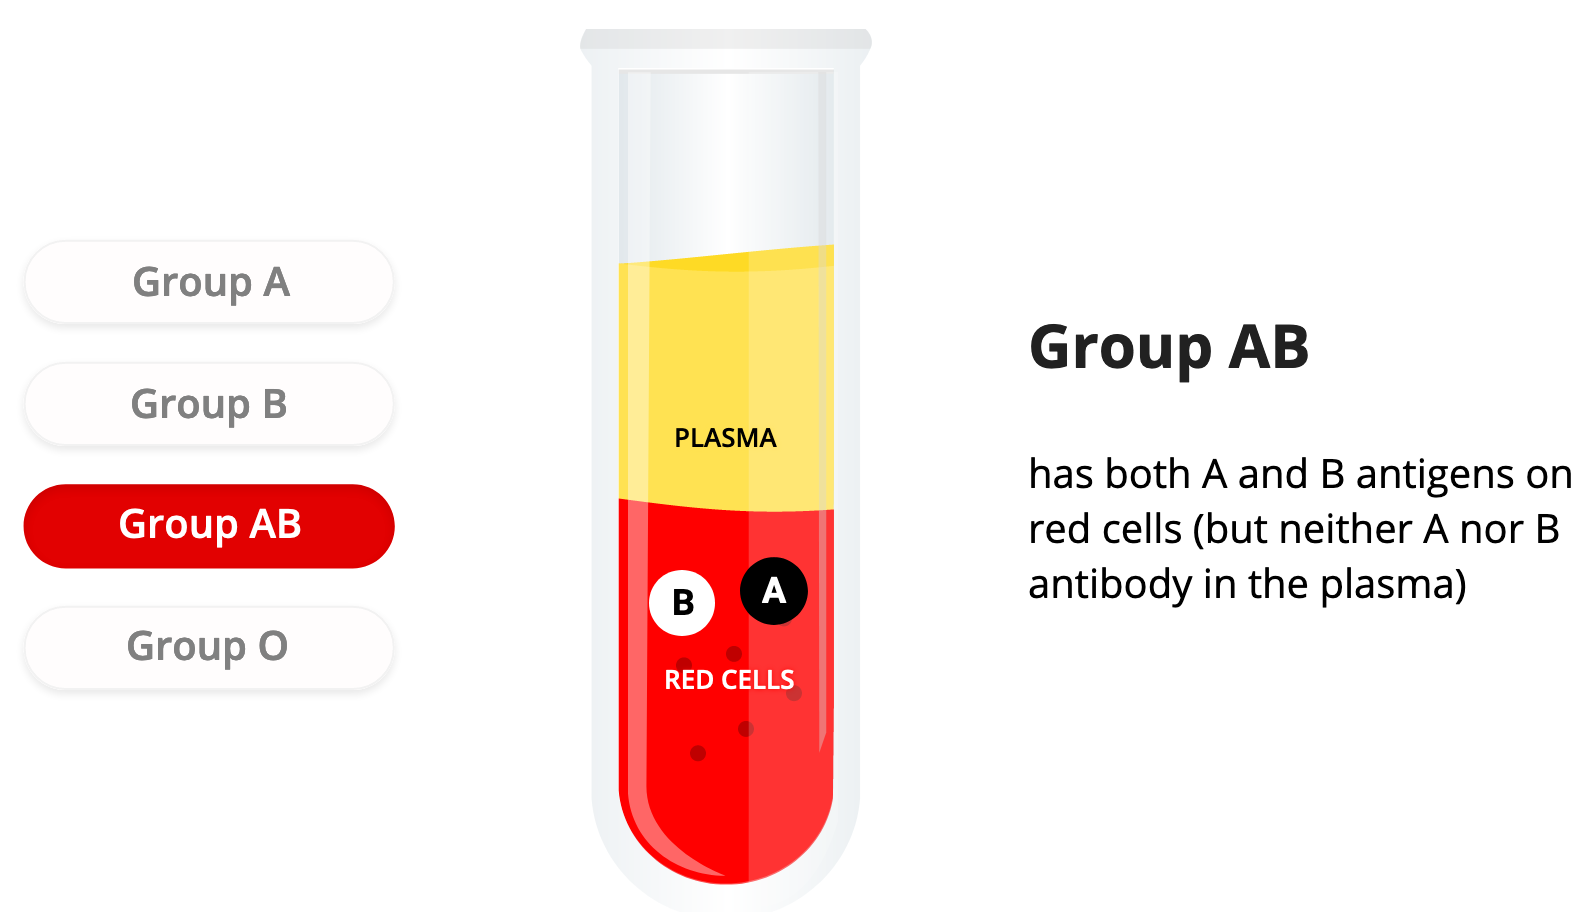 Group A
Group B
Group AB
Group O
PLASMA
B
A
RED CELLS
Group AB
has both A and B antigens on
red cells (but neither A nor B
antibody in the plasma)